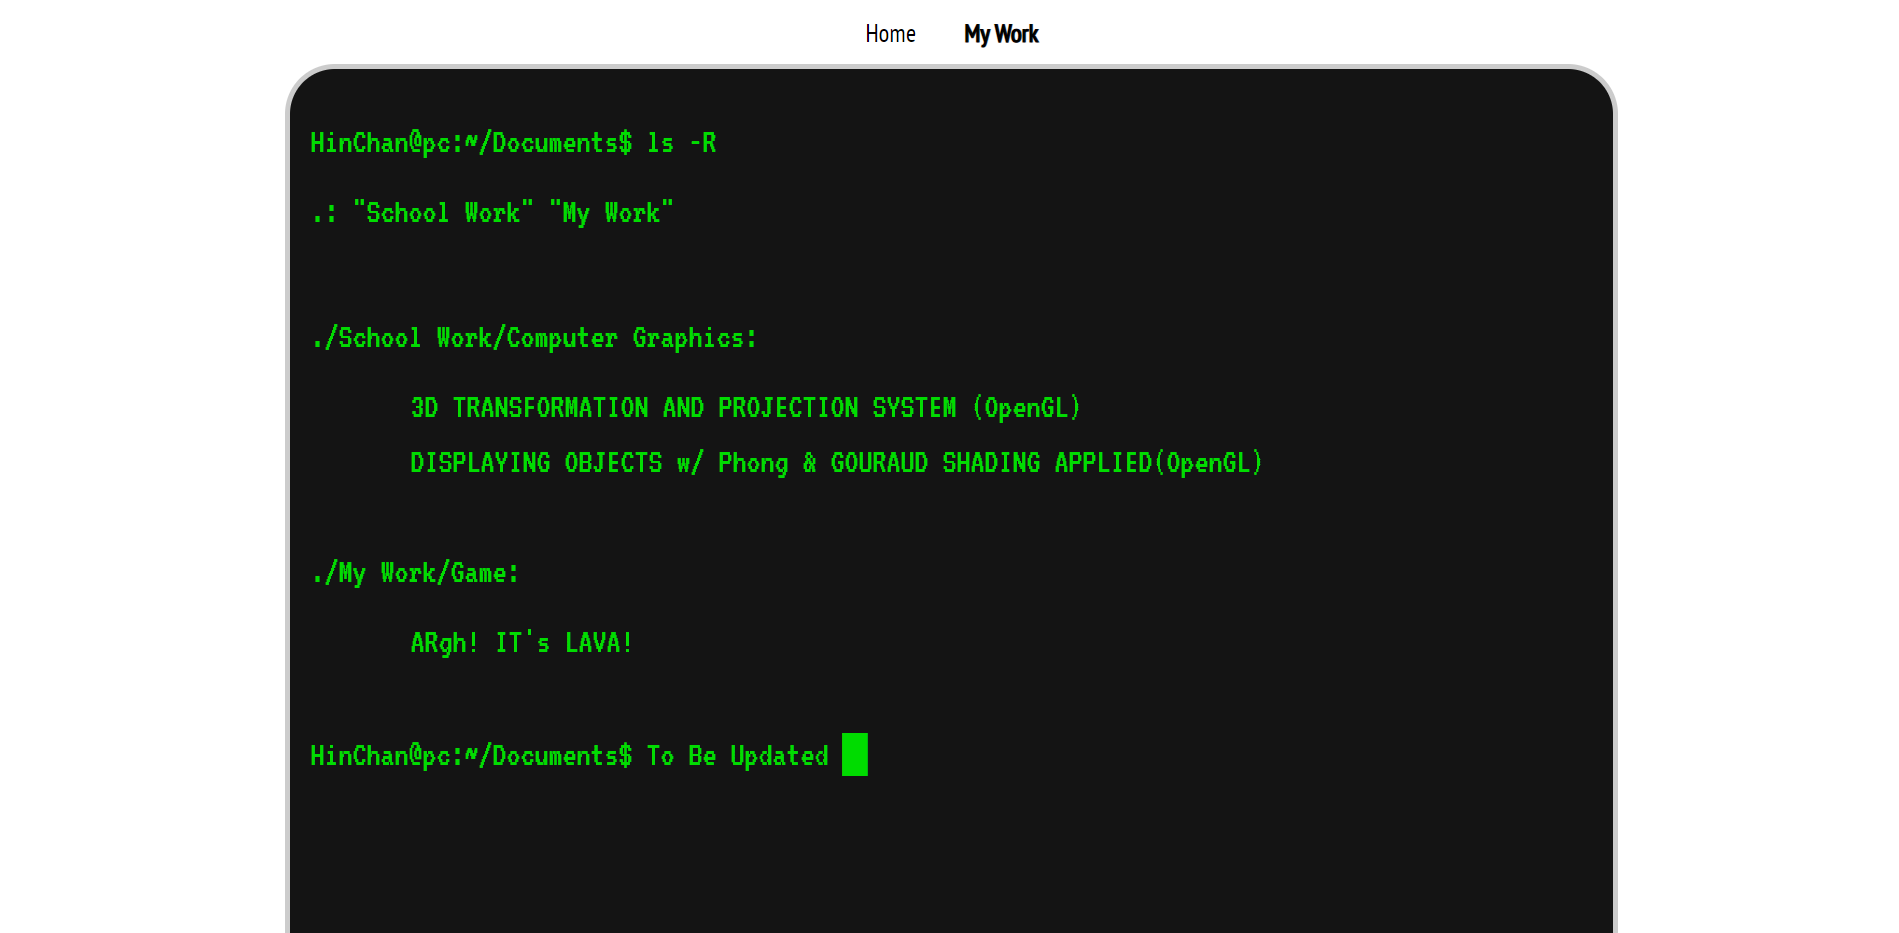 Home My Work
HinChan@pc:~/Documents$ ls -R
.: "School Work" "My Work"
./School Work/Computer Graphics:
3D TRANSFORMATION AND PROJECTION SYSTEM (OpenGL)
DISPLAYING OBJECTS w/ Phong & GOURAUD SHADING APPLIED(OpenGL)
./My Work/Game:
ARgh! IT's LAVA!
HinChan@pc:~/Documents$ To Be Updated